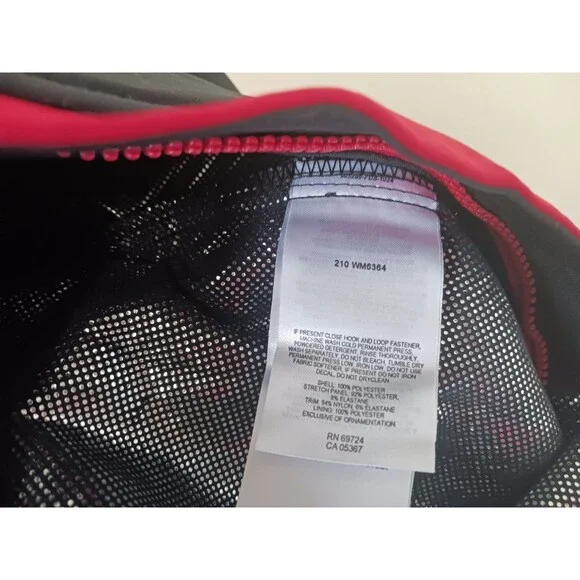 210 WM6364
IF PRESENT CLOSE HOOK AND LOOP FASTENER,
MACHINE WASH COLD PERMANENT PRESS,
POWDERED DETERGENT, RINSE THOROUGHLY,
WASH SEPARATELY, DO NOT BLEACH, TUMBLE DRY
PERMANENT PRESS LOW, IRON LOW, DO NOT USE
FABRIC SOFTENER, IF PRESENT DO NOT IRON
DECAL, DO NOT DRYCLEAN
SHELL: 100% POLYESTER
STRETCH PANEL: 92% POLYESTER,
8% ELASTANE
TRIM: 94% NYLON, 6% ELASTANE
LINING: 100% POLYESTER
EXCLUSIVE OF ORNAMENTATION.
RN 69724
CA 05367